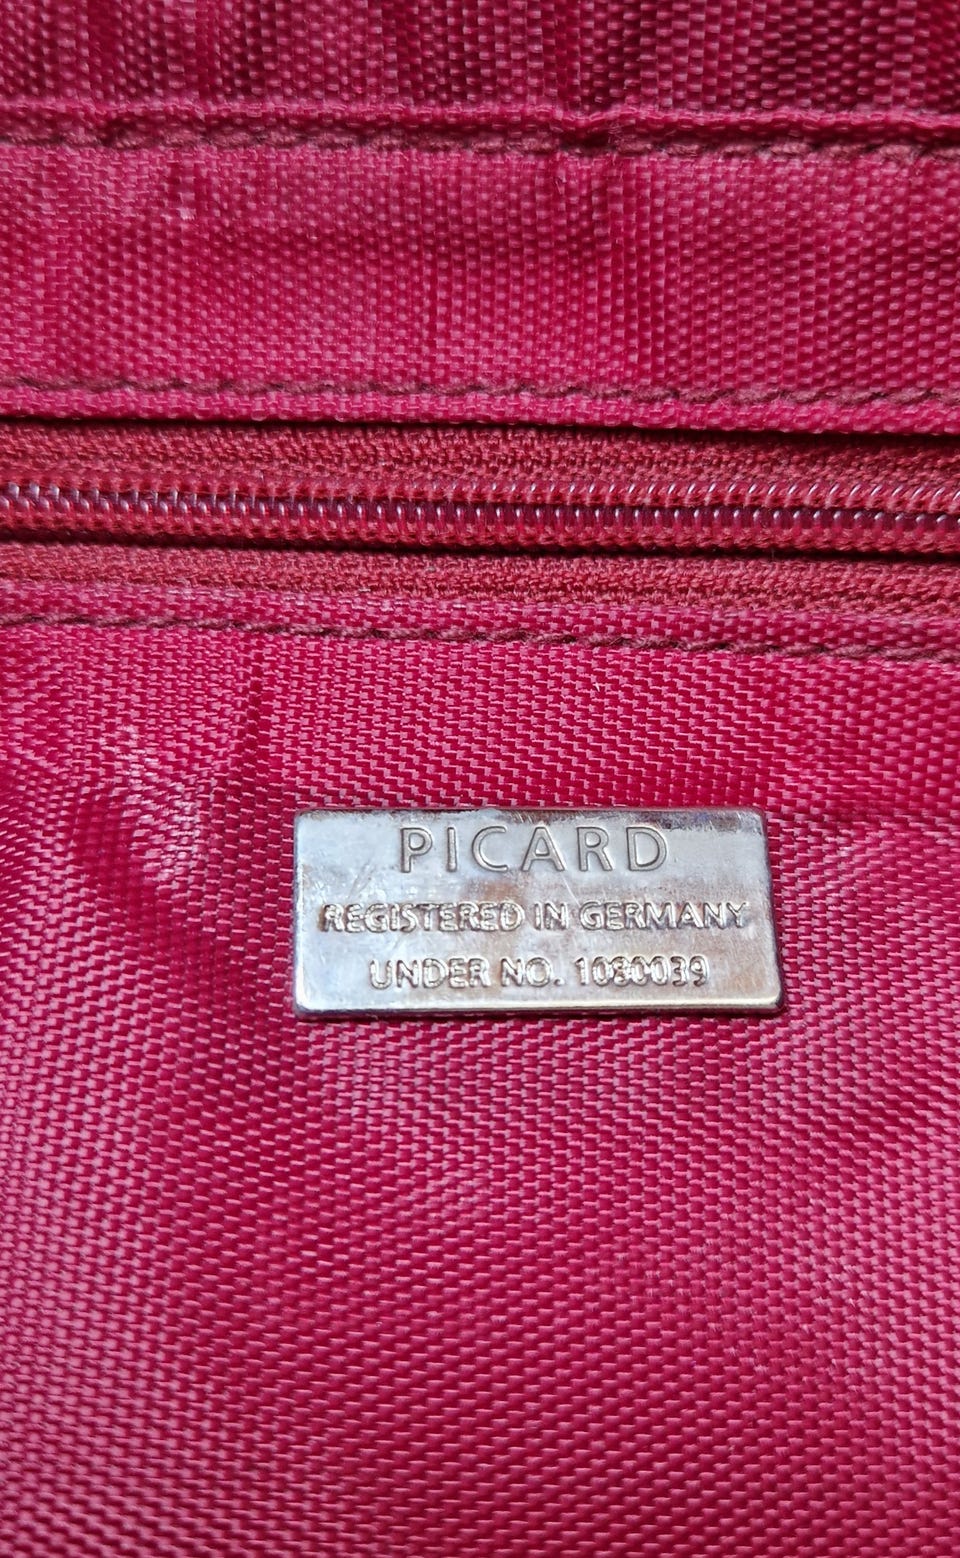 PICARD
REGISTERED IN GERMANY
UNDER NO. 1030039